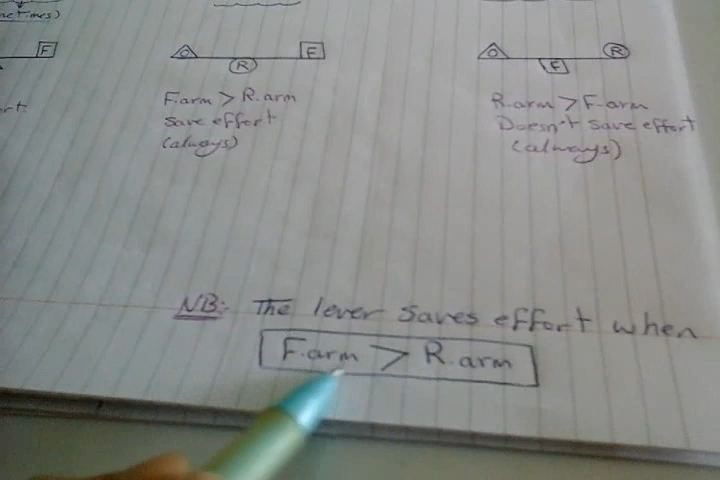 F
O R F
O F R
F.arm > R.arm
save effort
(always)
R.arm > F.arm
Doesn't save effort
(always)
NB: The lever saves effort when
F.arm > R.arm